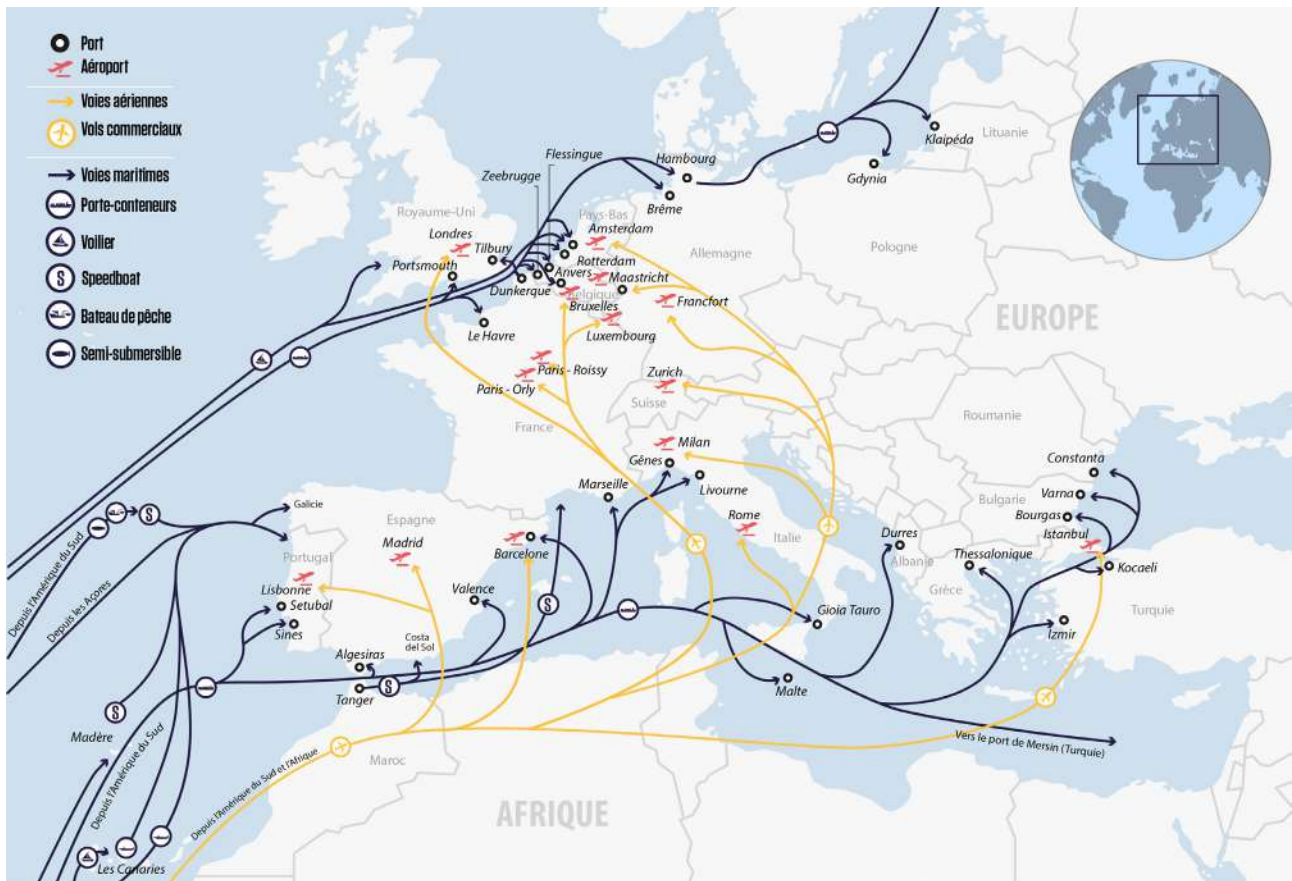 Port
Aéroport
Voies aériennes
Vols commerciaux
Voies maritimes
Porte-conteneurs
Voilier
S
Speedboat
Bateau de pêche
Semi-submersible
Lituanie
Klaipéda
Gdynia
Flessingue
Hambourg
Zeebrugge
Brême
Royaume-Uni
Pays-Bas
Londres
Tilbury
Amsterdam
Allemagne
Pologne
Portsmouth
Rotterdam
Anvers
Maastricht
Dunkerque
Belgique
Bruxelles
Francfort
EUROPE
Le Havre
Luxembourg
Paris - Roissy
Zurich
Paris - Orly
Suisse
Roumanie
France
Milan
Gênes
Constanta
Livourne
Marseille
Varna
Bulgarie
Galicie
S
Bourgas
Espagne
Rome
Istanbul
Italie
Durres
Madrid
Barcelone
Thessalonique
Portugal
Albanie
Kocaeli
Lisbonne
Valence
Grèce
Setubal
S
Turquie
Gioia Tauro
Sines
Izmir
Costa
del Sol
Algesiras
S
Malte
Tanger
Depuis l'Amérique du Sud
Depuis les Açores
S
Madère
Vers le port de Mersin (Turquie)
Maroc
Depuis l'Amérique du Sud
Depuis l'Amérique du Sud et l'Afrique
AFRIQUE
Les Canaries